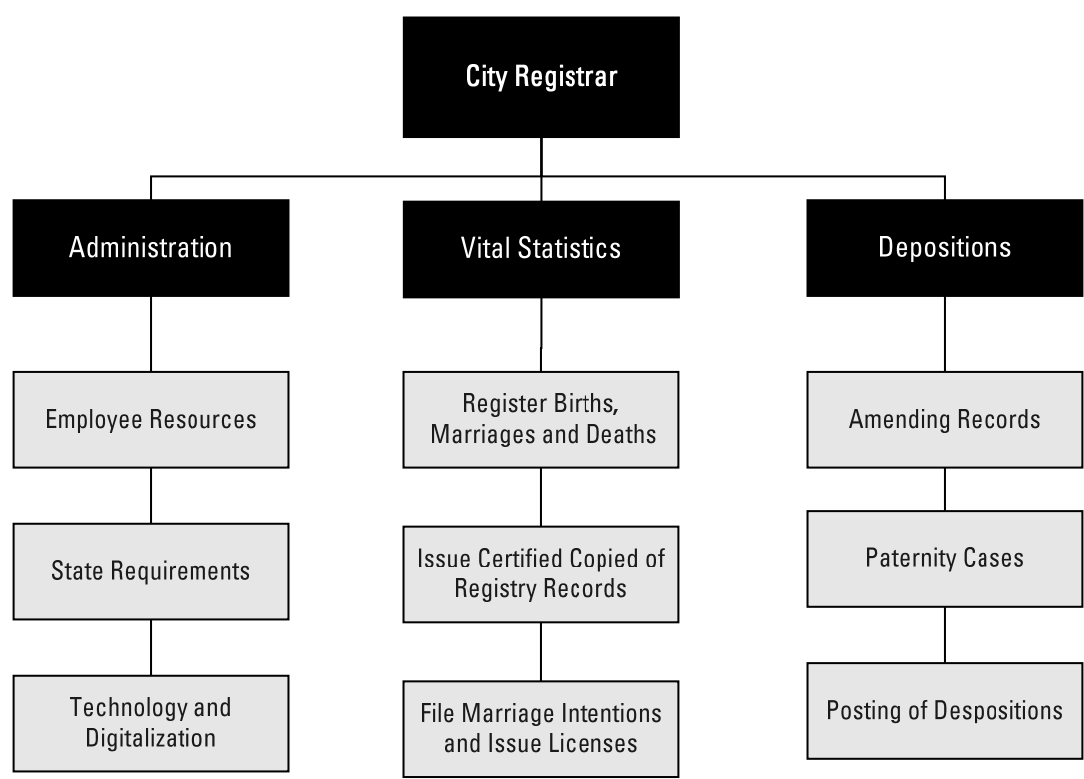 City Registrar
Administration
Vital Statistics
Depositions
Employee Resources
Register Births,
Marriages and Deaths
Amending Records
State Requirements
Issue Certified Copied of
Registry Records
Paternity Cases
Technology and
Digitalization
File Marriage Intentions
and Issue Licenses
Posting of Despositions